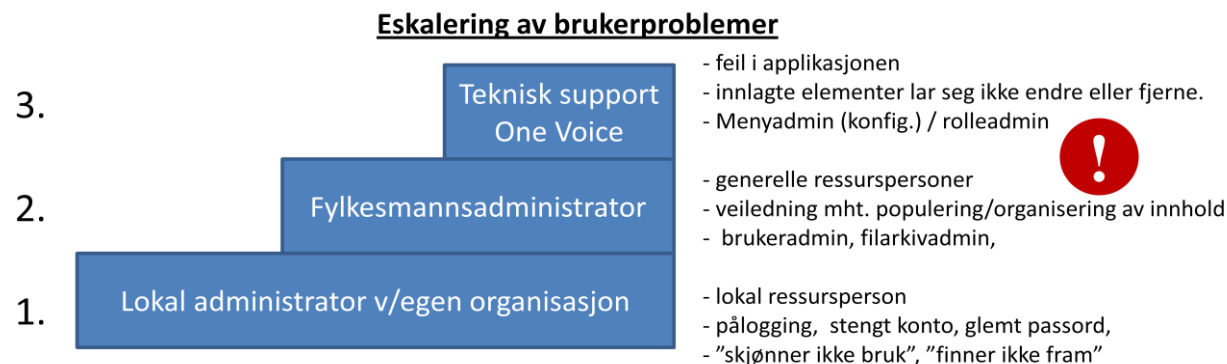 Eskalering av brukerproblemer
3.
Teknisk support
One Voice
- feil i applikasjonen
- innlagte elementer lar seg ikke endre eller fjerne.
- Menyadmin (konfig.) / rolleadmin
!
2.
Fylkesmannsadministrator
- generelle ressurspersoner
- veiledning mht. populering/organisering av innhold
- brukeradmin, filarkivadmin,
1.
Lokal administrator v/egen organisasjon
- lokal ressursperson
- pålogging, stengt konto, glemt passord,
- ”skjønner ikke bruk”, ”finner ikke fram”